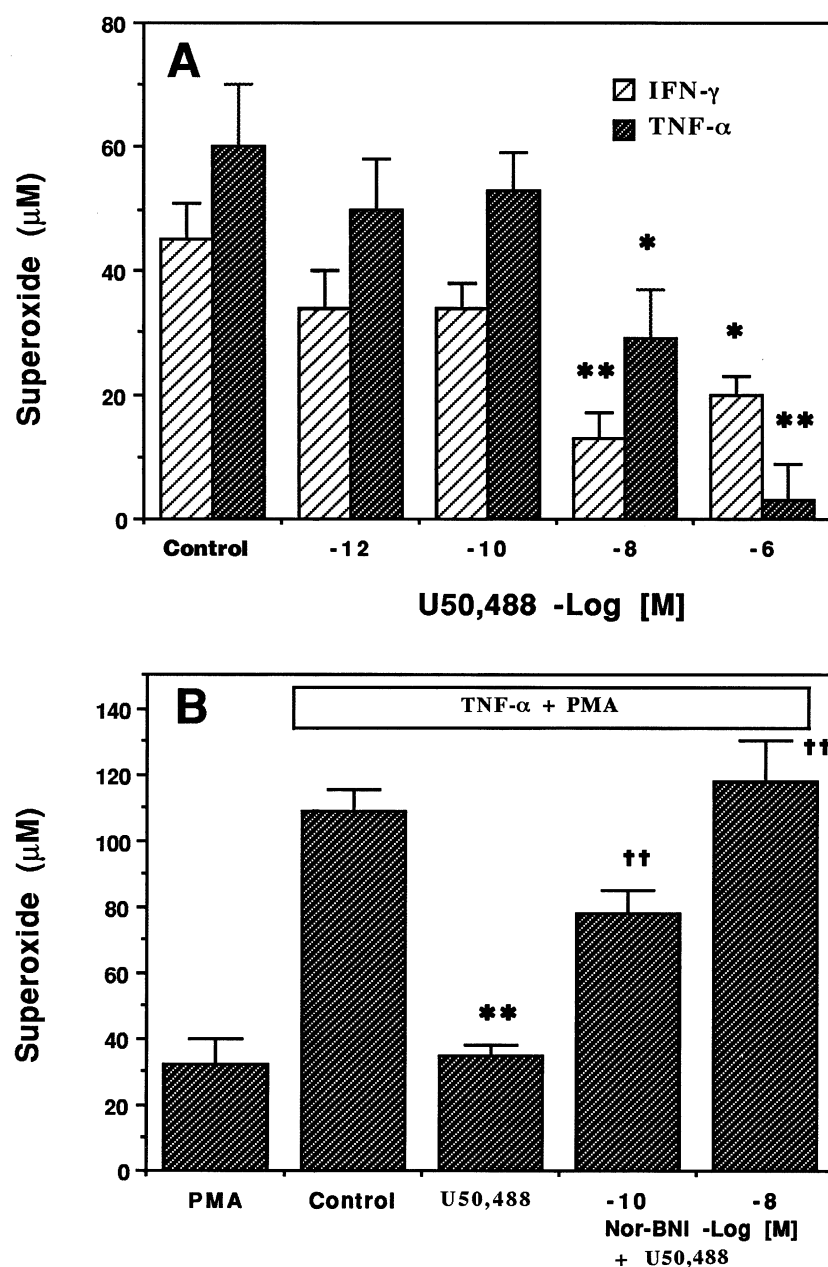 A
80
60
40
20
0
Superoxide (μM)
IFN-γ
TNF-α
*
**
*
**
Control -12 -10 -8 -6
U50,488 -Log [M]
B
TNF-α + PMA
140
120
100
80
60
40
20
0
Superoxide (μM)
††
††
**
PMA Control U50,488 -10 -8
Nor-BNI -Log [M]
+ U50,488